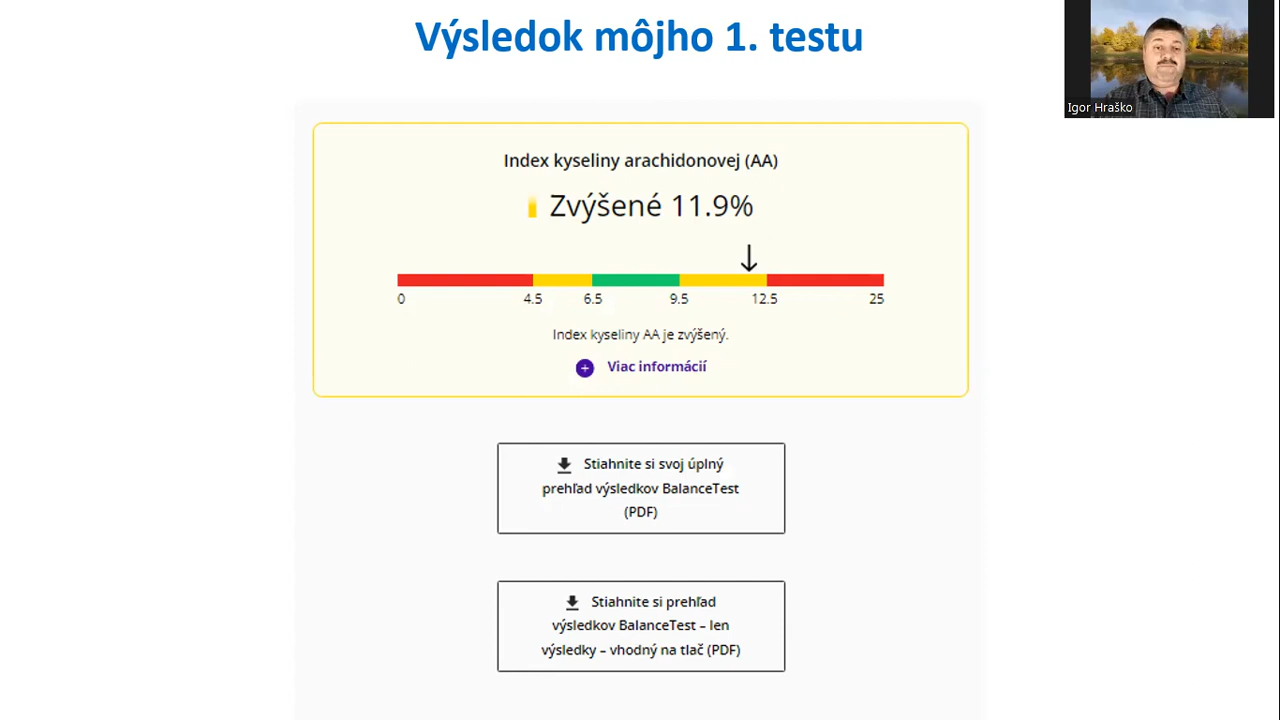 Výsledok môjho 1. testu
Igor Hraško
Index kyseliny arachidonovej (AA)
Zvýšené 11.9%
0 4.5 6.5 9.5 12.5 25
Index kyseliny AA je zvýšený.
Viac informácií
Stiahnite si svoj úplný
prehľad výsledkov BalanceTest
(PDF)
Stiahnite si prehľad
výsledkov BalanceTest – len
výsledky – vhodný na tlač (PDF)